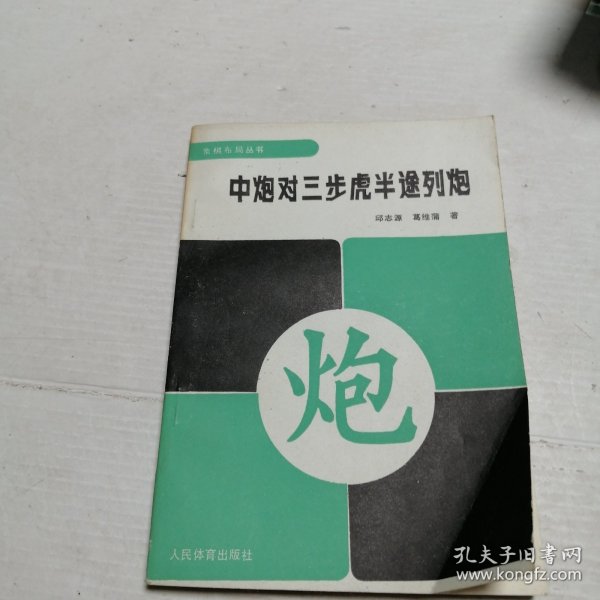 象棋布局丛书
中炮对三步虎半途列炮
邱志源 葛维蒲 著
炮
人民体育出版社
孔夫子旧书网
www.kongfz.com